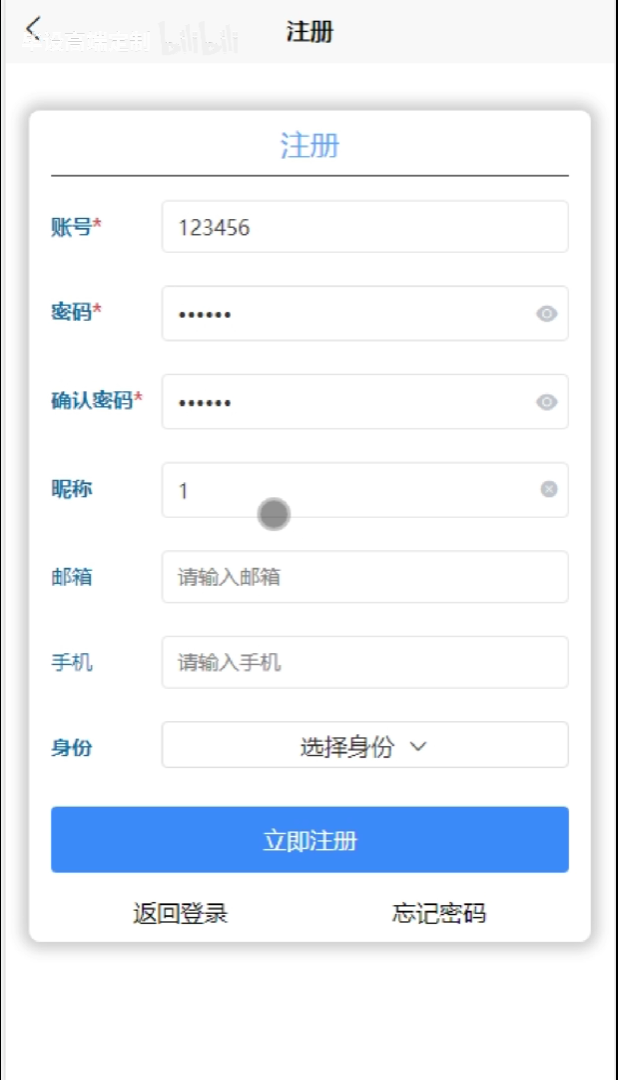 注册
bilibili
注册
账号*
123456
密码*
••••••
确认密码*
••••••
昵称
1
邮箱
请输入邮箱
手机
请输入手机
身份
选择身份
立即注册
返回登录
忘记密码